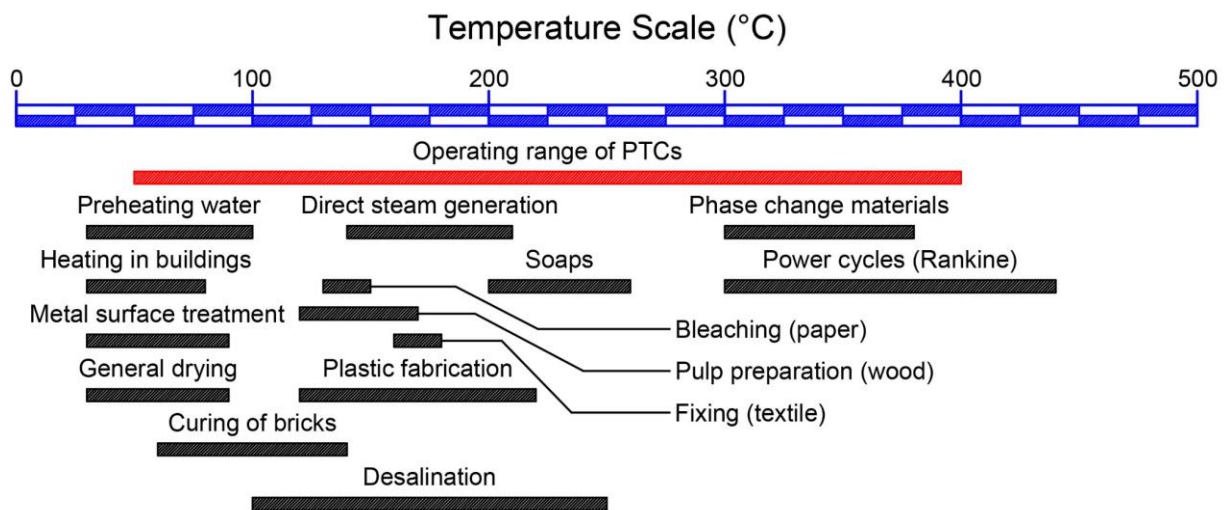 Temperature Scale (°C)
0 100 200 300 400 500
Operating range of PTCs
Preheating water Direct steam generation Phase change materials
Heating in buildings Soaps Power cycles (Rankine)
Metal surface treatment
Bleaching (paper)
General drying Plastic fabrication Pulp preparation (wood)
Fixing (textile)
Curing of bricks
Desalination